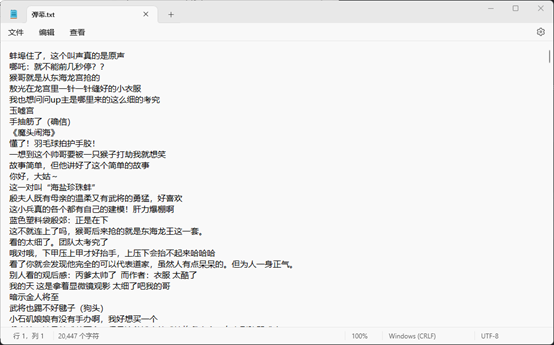 弹幕.txt
文件 编辑 查看
蚌埠住了，这个叫声真的是原声
哪吒：就不能前几秒停？？
猴哥就是从东海龙宫抢的
敖光在龙宫里一针一针缝好的小衣服
我也想问问up主是哪里来的这么细的考究
玉嘘宫
手抽筋了（确信）
《魔头闹海》
懂了！羽毛球拍护手胶！
一想到这个帅哥要被一只猴子打劫我就想笑
故事简单，但他讲好了这个简单的故事
你好，大姑～
这一对叫“海盐珍珠蚌”
殷夫人既有母亲的温柔又有武将的勇猛，好喜欢
这小兵真的各个都有自己的建模！肝力爆棚啊
蓝色塑料袋殷郊：正是在下
这不就连上了吗，猴哥后来抢的就是东海龙王这一套。
看的太细了。团队太考究了
哦对哦，下甲压上甲才好抬手，上压下会抬不起来哈哈哈
看了你就会发现他完全的可以代表道家，虽然人有点呆呆的。但为人一身正气。
别人看的观后感：丙爹太帅了 而作者：衣服 太酷了
我的天 这是拿着显微镜观影 太细了吧我的哥
暗示金人将至
武将也踢不好毽子（狗头）
小石矶娘娘有没有手办啊，我好想买一个
行 1，列 1 20,447 个字符 100% Windows (CRLF) UTF-8